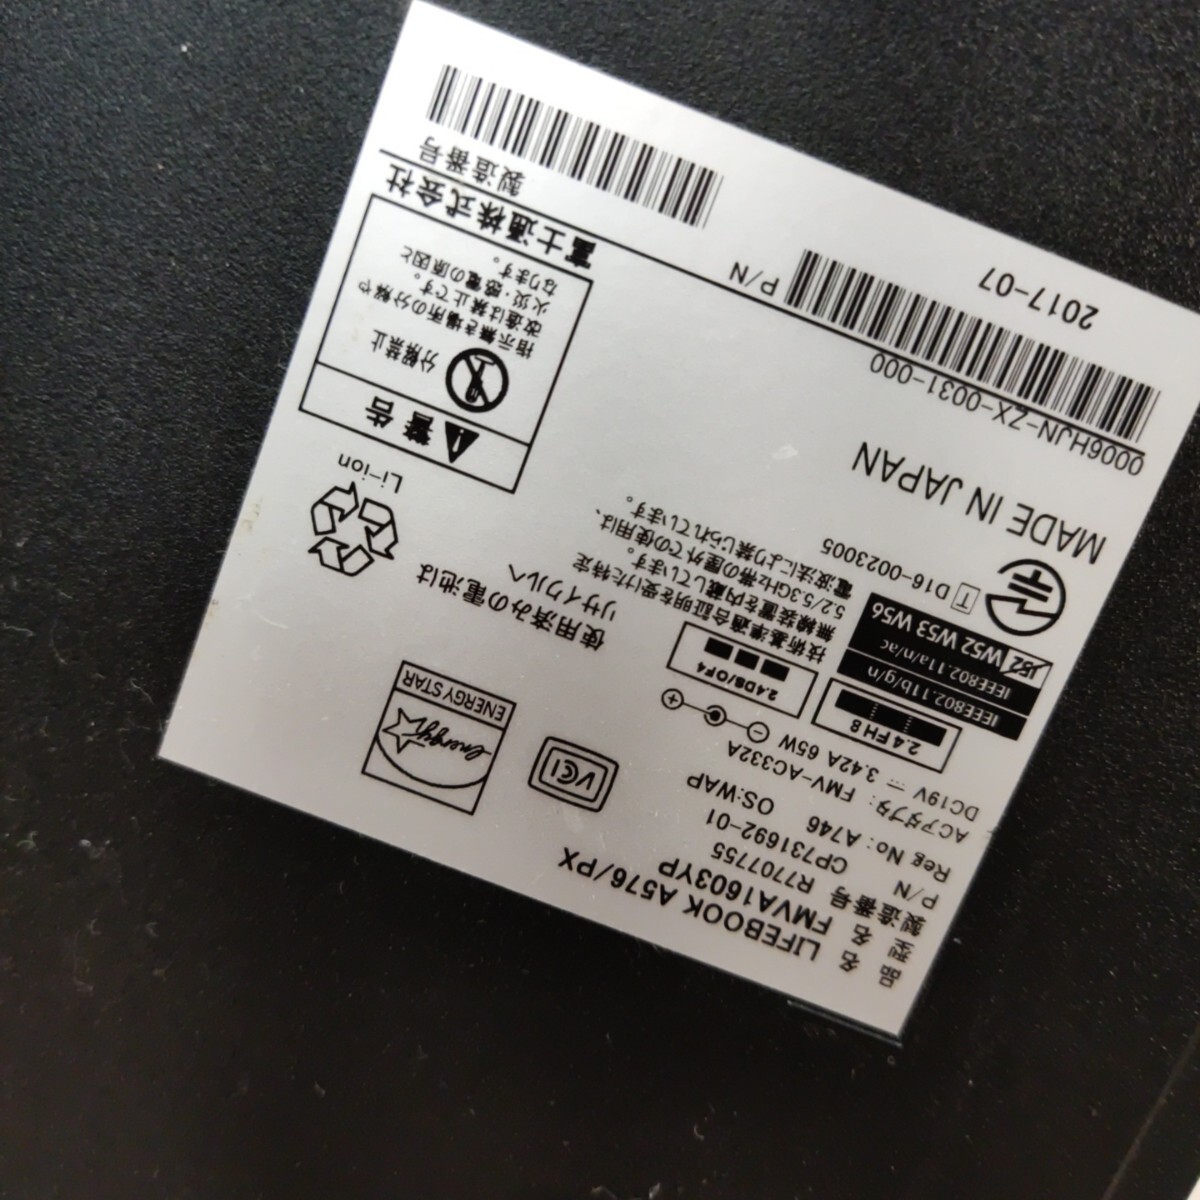 品名 LIFEBOOK A576/PX
型名 FMVA1603YP
製造番号 R7707755
P/N CP731692-01
Reg No: A746 OS:WAP
ACアダプタ: FMV-AC332A
DC19V 3.42A 65W
2.4 FH 8
2.4DS/OF4
IEEE802.11b/g/n
IEEE802.11a/n/ac
J52 W52 W53 W56
T D16-0023005
技術基準適合証明を受けた特定
無線装置を内蔵しています。
5.2/5.3GHz帯の屋外での使用は、
電波法により禁じられています。
MADE IN JAPAN
VCI
energy
ENERGY STAR
使用済みの電池は
リサイクルへ
Li-ion
警告
分解禁止
指示無き場所の分解や
改造は禁止です。
火災・感電の原因と
なります。
富士通株式会社
0006HJN-ZX-0031-000
P/N
製造番号
2017-07